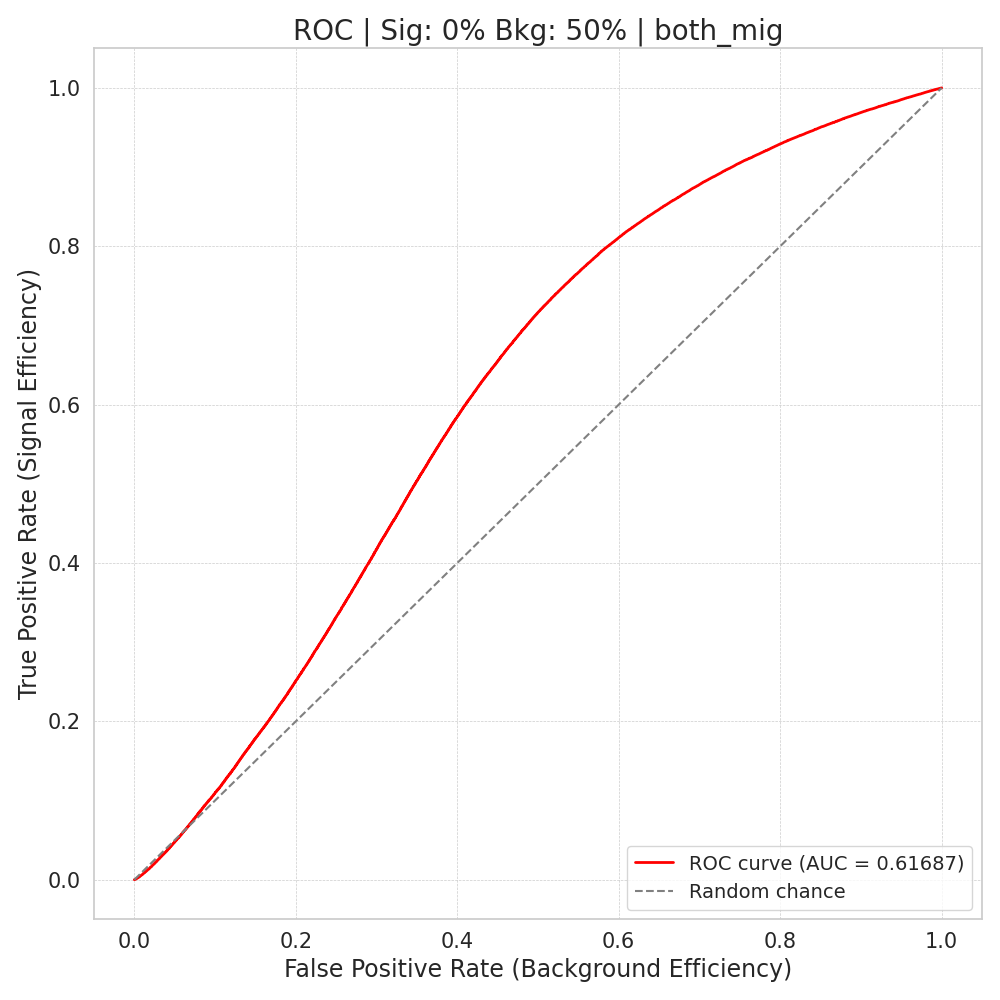 ROC | Sig: 0% Bkg: 50% | both_mig
True Positive Rate (Signal Efficiency)
1.0
0.8
0.6
0.4
0.2
0.0
ROC curve (AUC = 0.61687)
Random chance
0.0 0.2 0.4 0.6 0.8 1.0
False Positive Rate (Background Efficiency)